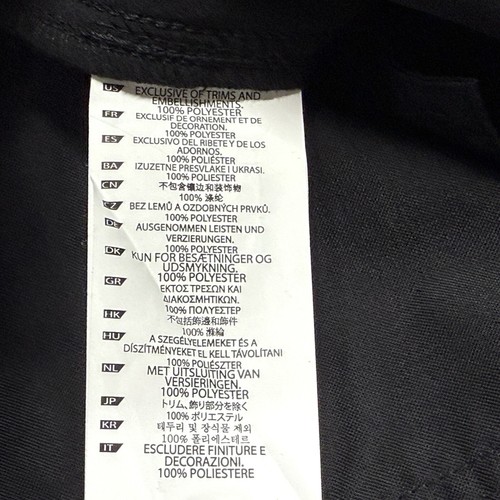 US EXCLUSIVE OF TRIMS AND
EMBELLISHMENTS.
100% POLYESTER
FR EXCLUSIF DE ORNEMENT ET DE
DECORATION.
100% POLYESTER
ES EXCLUSIVO DEL RIBETE Y DE LOS
ADORNOS.
100% POLIÉSTER
BA IZUZETNE PRESVLAKE I UKRASI.
100% POLIESTER
CN 不包含镶边和装饰物
100% 涤纶
CZ BEZ LEMŮ A OZDOBNÝCH PRVKŮ.
100% POLYESTER
DE AUSGENOMMEN LEISTEN UND
VERZIERUNGEN.
100% POLYESTER
DK KUN FOR BESÆTNINGER OG
UDSMYKNING.
100% POLYESTER
GR ΕΚΤΟΣ ΤΡΕΣΩΝ ΚΑΙ
ΔΙΑΚΟΣΜΗΤΙΚΩΝ.
100% ΠΟΛΥΕΣΤΕΡ
HK 不包括飾邊和飾件
100% 滌綸
HU A SZEGÉLYELEMEKET ÉS A
DÍSZÍTMÉNYEKET EL KELL TÁVOLÍTANI
100% POLIÉSZTER
NL MET UITSLUITING VAN
VERSIERINGEN.
100% POLYESTER
JP トリム、飾り部分を除く
100% ポリエステル
KR 테두리 및 장식물 제외
100% 폴리에스테르
IT ESCLUDERE FINITURE E
DECORAZIONI.
100% POLIESTERE